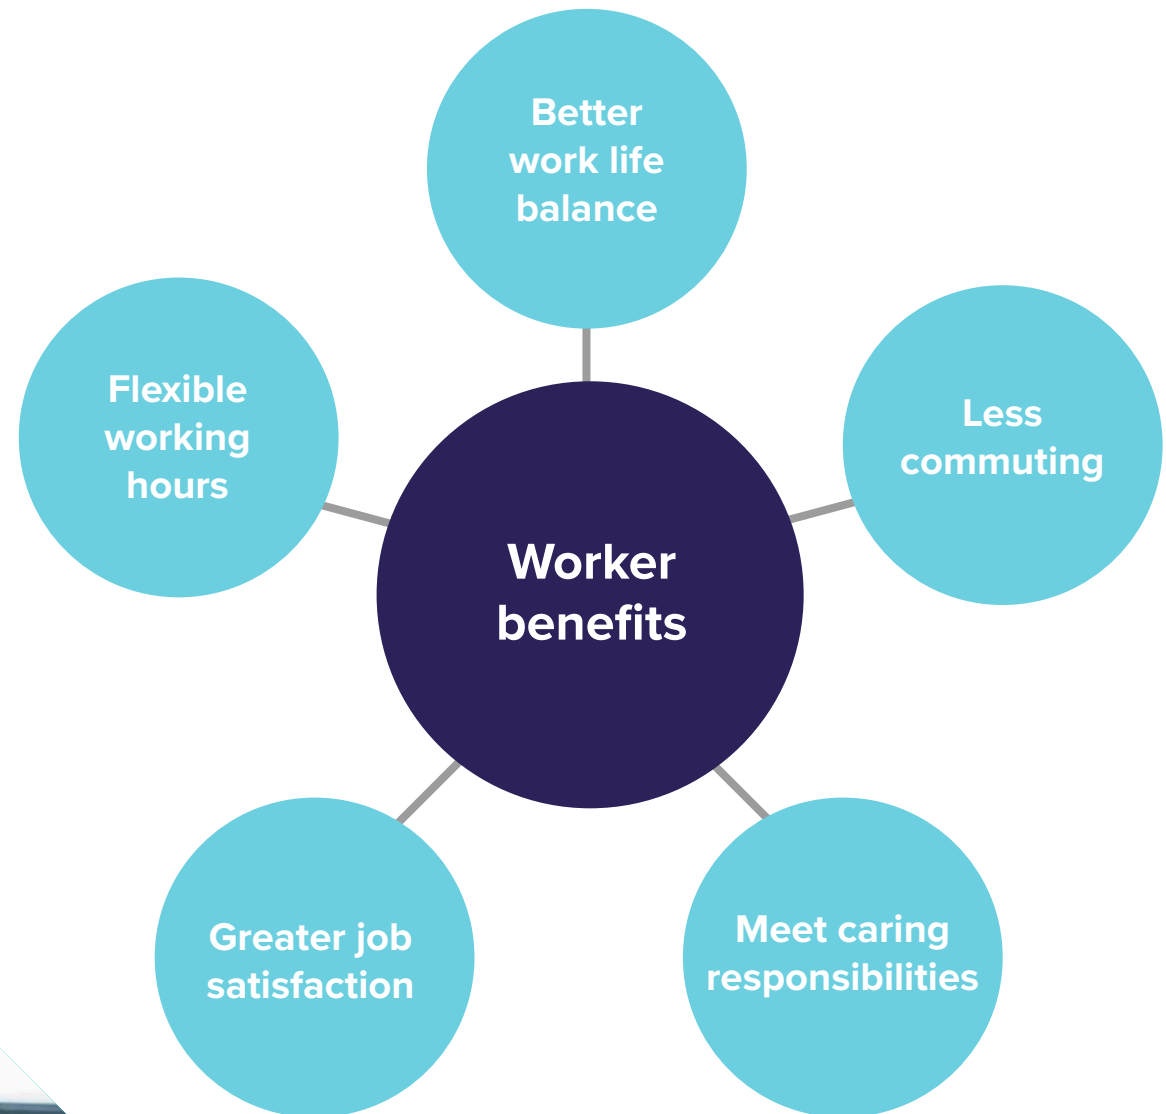 Better
work life
balance
Less
commuting
Meet caring
responsibilities
Greater job
satisfaction
Flexible
working
hours
Worker
benefits